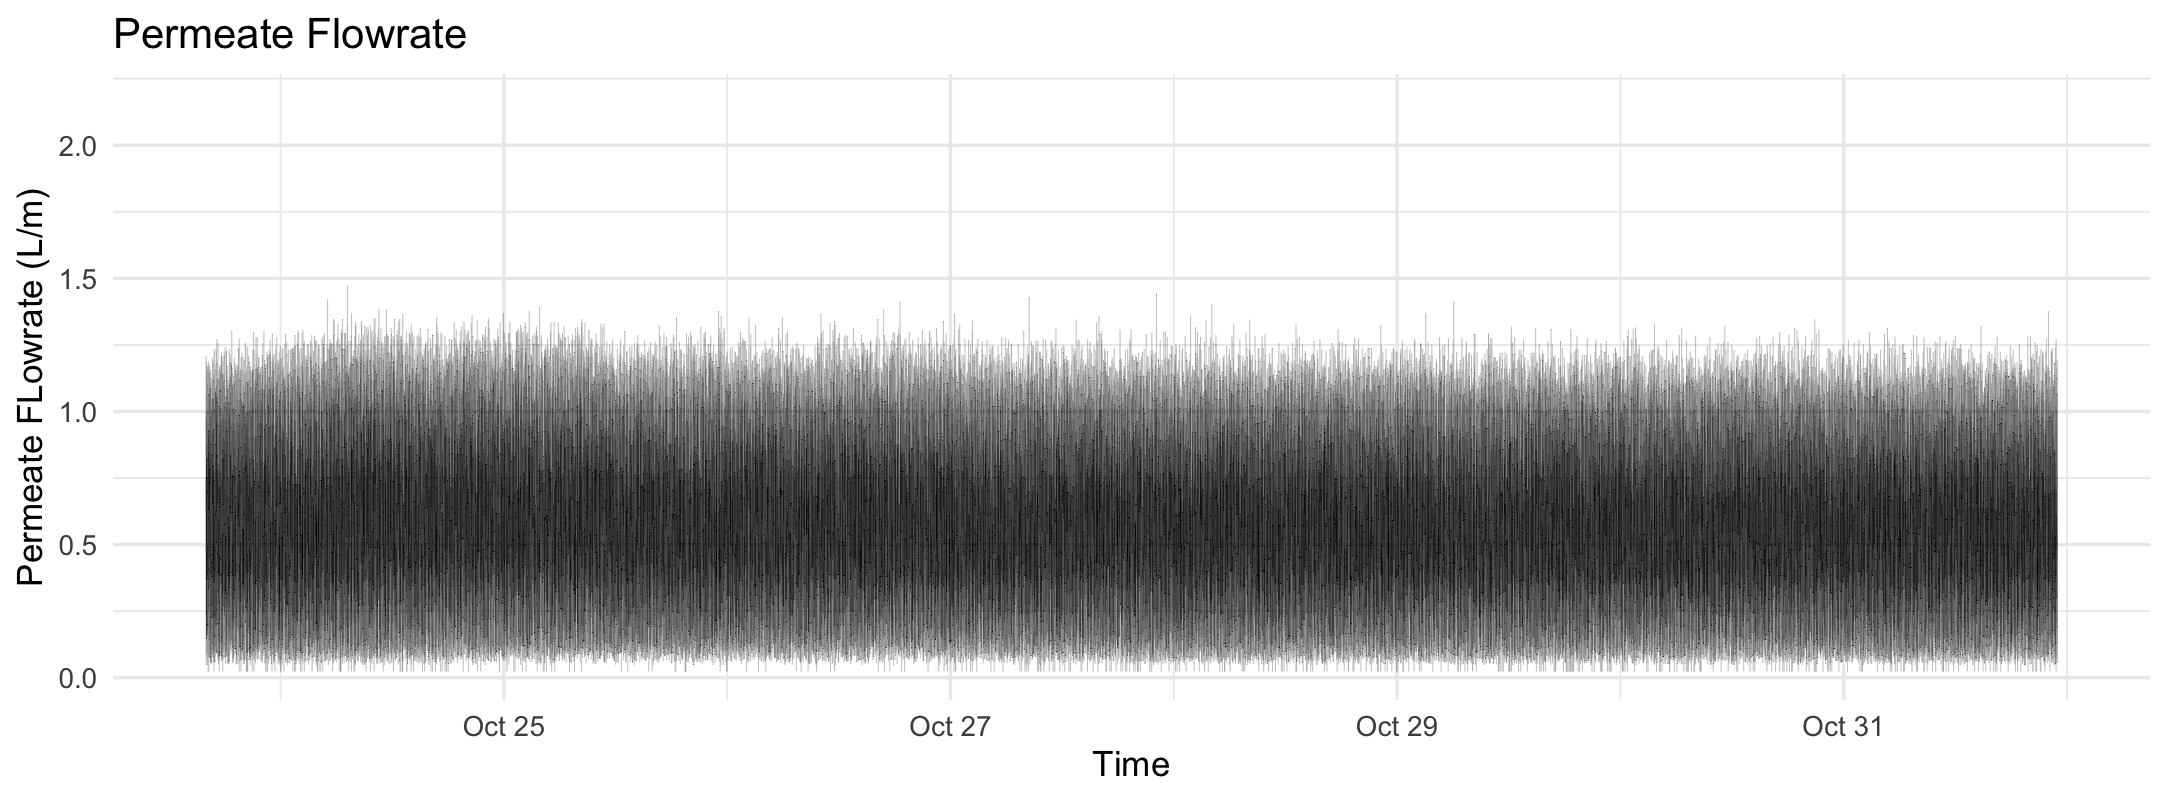 Permeate Flowrate
Permeate FLowrate (L/m)
2.0
1.5
1.0
0.5
0.0
Oct 25
Oct 27
Oct 29
Oct 31
Time